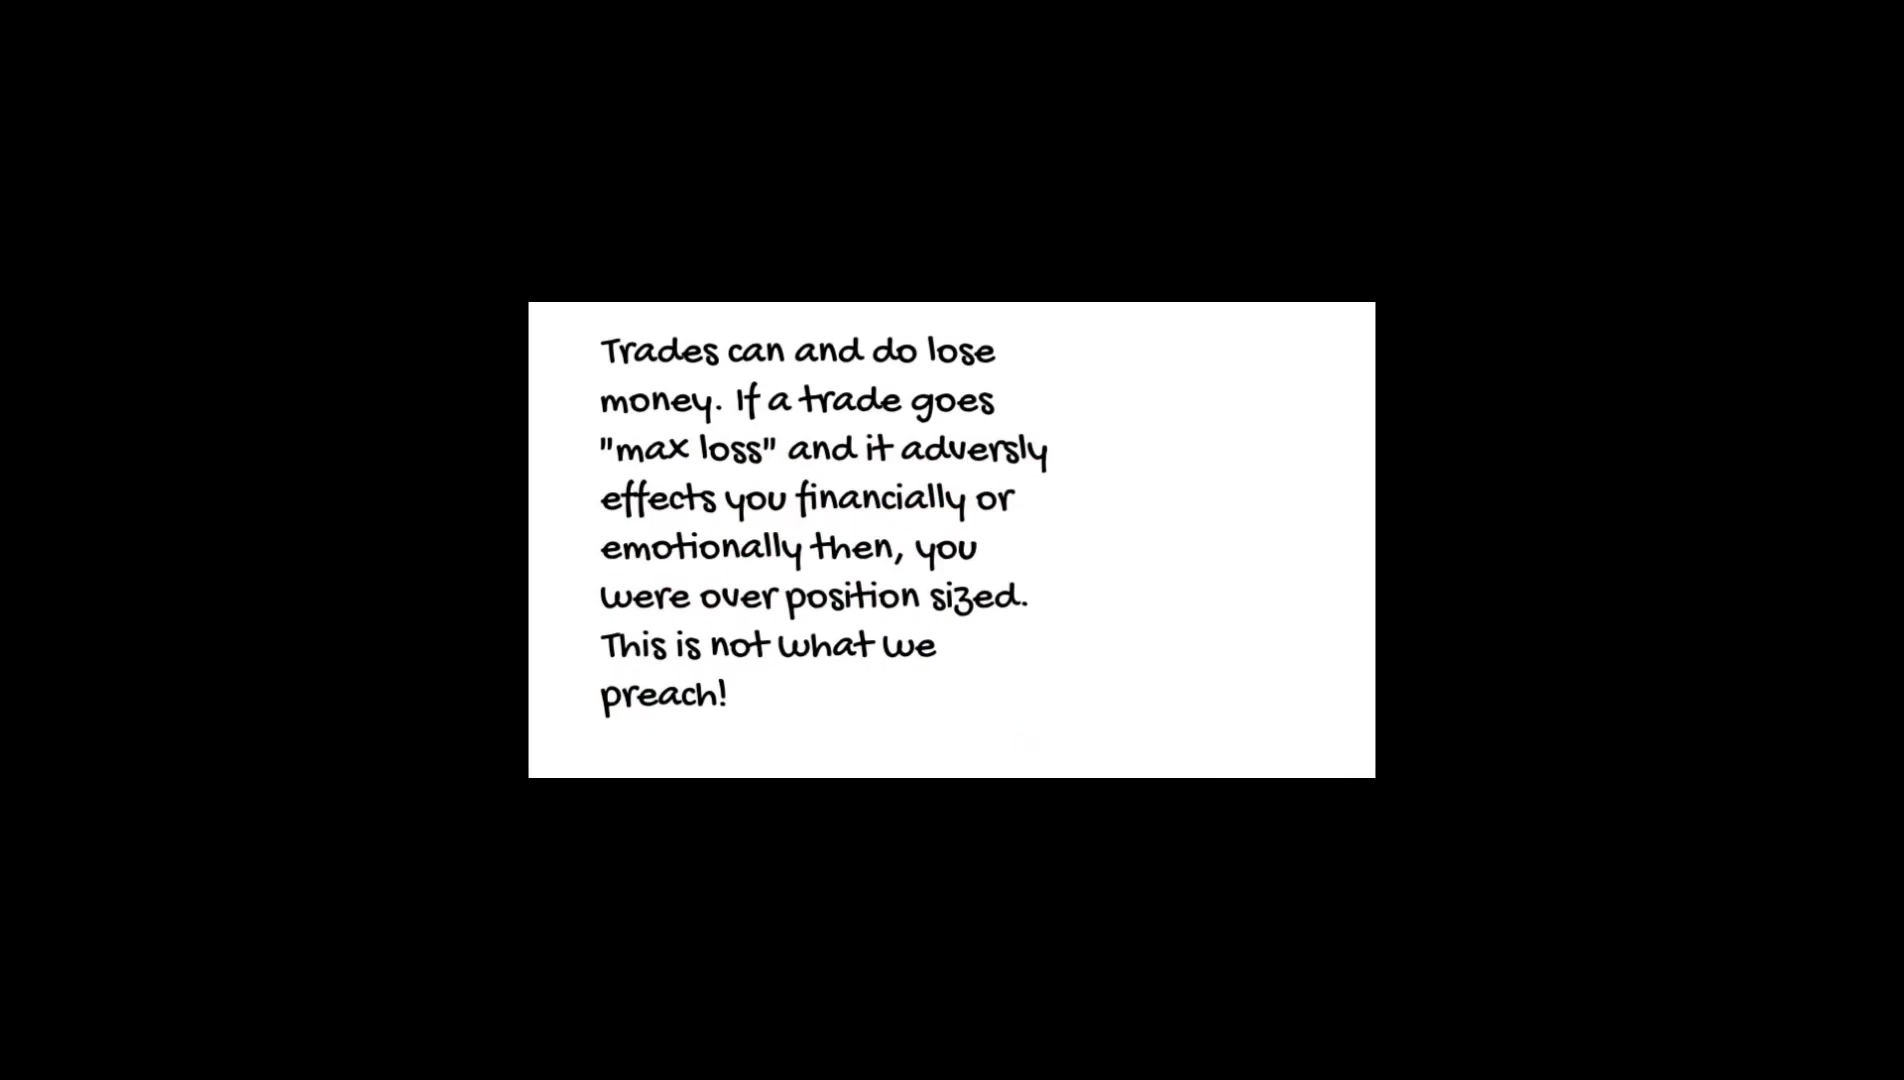 Trades can and do lose
money. If a trade goes
"max loss" and it adversly
effects you financially or
emotionally then, you
were over position sized.
This is not what we
preach!